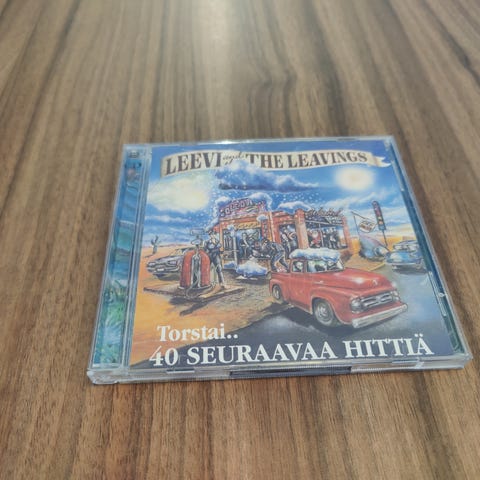 LEEVI and THE LEAVINGS
Torstai..
40 SEURAAVAA HITTIÄ